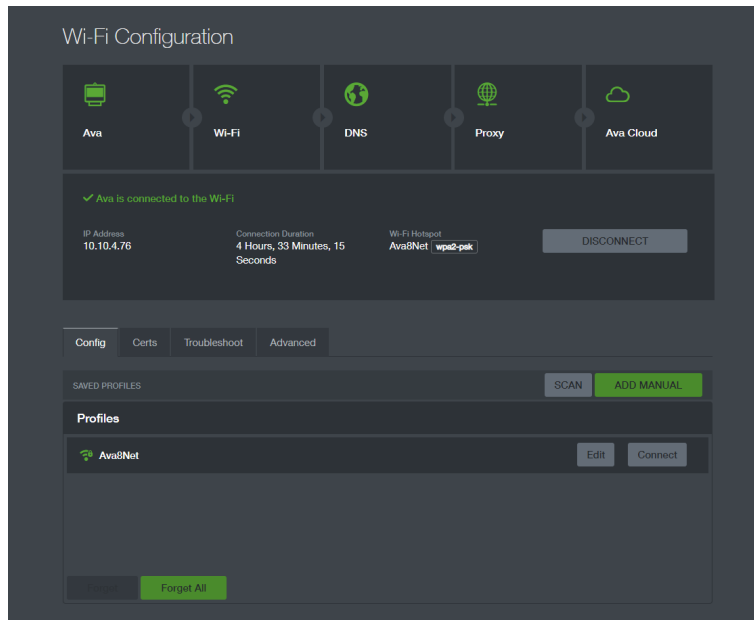 Wi-Fi Configuration
Ava
Wi-Fi
DNS
Proxy
Ava Cloud
Ava is connected to the Wi-Fi
IP Address
Connection Duration
Wi-Fi Hotspot
10.10.4.76
4 Hours, 33 Minutes, 15
Seconds
Ava8Net wpa2-psk
DISCONNECT
Config
Certs
Troubleshoot
Advanced
SAVED PROFILES
SCAN
ADD MANUAL
Profiles
Ava8Net
Edit
Connect
Forget All